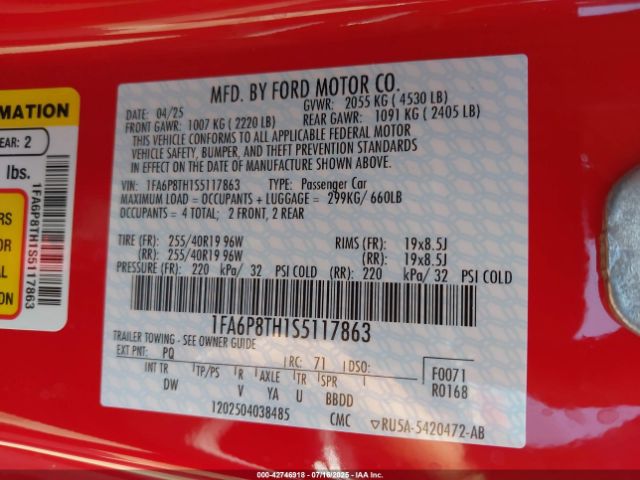 MFD. BY FORD MOTOR CO.
04/25 GVWR: 2055 KG ( 4530 LB)
FRONT GAWR: 1007 KG ( 2220 LB) REAR GAWR: 1091 KG ( 2405 LB)
THIS VEHICLE CONFORMS TO ALL APPLICABLE FEDERAL MOTOR
VEHICLE SAFETY, BUMPER, AND THEFT PREVENTION STANDARDS
IN EFFECT ON THE DATE OF MANUFACTURE SHOWN ABOVE.
VIN: 1FA6P8TH1S5117863 TYPE: Passenger Car
MAXIMUM LOAD = OCCUPANTS + LUGGAGE = 299KG/ 660LB
OCCUPANTS = 4 TOTAL; 2 FRONT, 2 REAR
TIRE (FR): 255/40R19 96W RIMS (FR): 19x8.5J
(RR): 255/40R19 96W (RR): 19x8.5J
PRESSURE (FR): 220 kPa/ 32 PSI COLD (RR): 220 kPa/ 32 PSI COLD
1FA6P8TH1S5117863
TRAILER TOWING - SEE OWNER GUIDE
EXT PNT: PQ RC: 71 DSO: F0071
INT TR TP/PS R AXLE TR SPR R0168
DW V YA U BBDD
1202504038485 CMC RU5A-5420472-AB
RMATION
EAR: 2
lbs.
1FA6P8TH1S5117863
RS
OR
000-42746918 - 07/16/2025 - IAA, Inc.